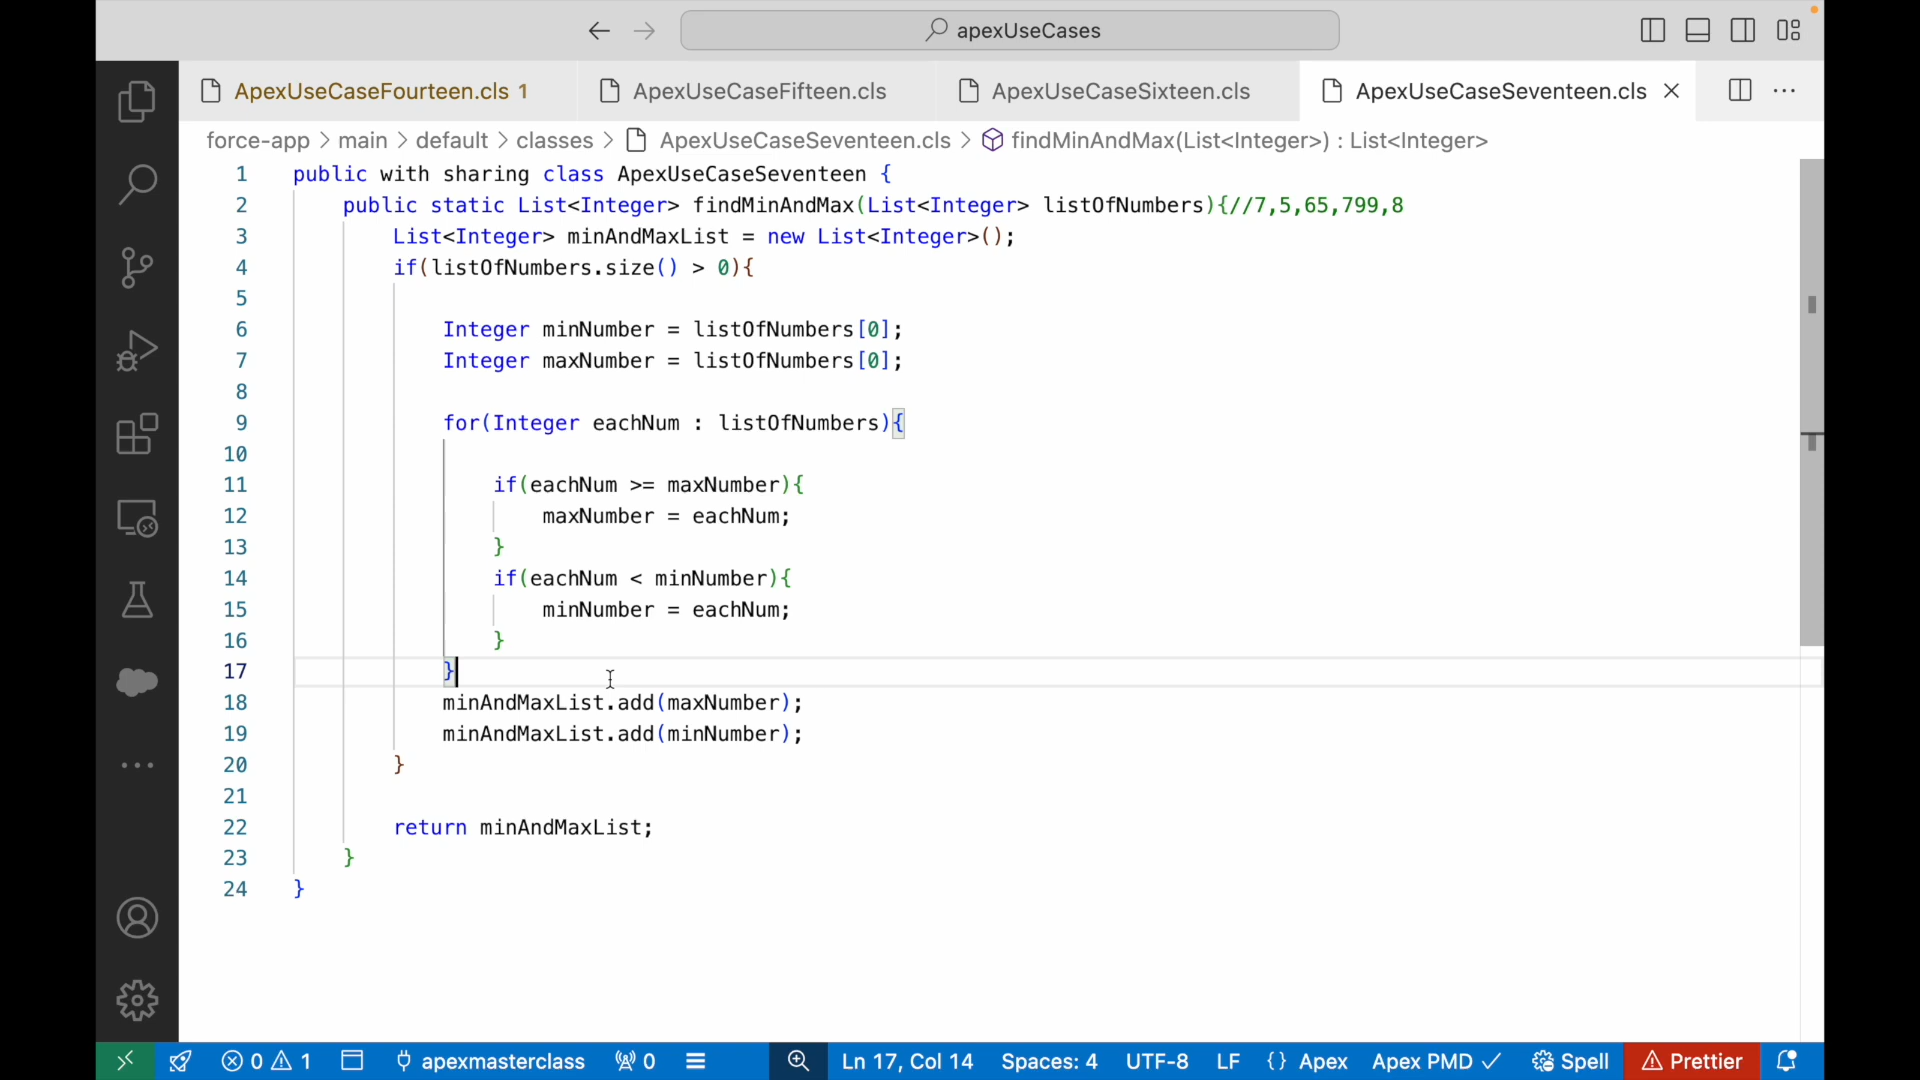 apexUseCases
ApexUseCaseFourteen.cls 1
ApexUseCaseFifteen.cls
ApexUseCaseSixteen.cls
ApexUseCaseSeventeen.cls
force-app > main > default > classes > ApexUseCaseSeventeen.cls > findMinAndMax(List<Integer>) : List<Integer>
1 public with sharing class ApexUseCaseSeventeen {
2 public static List<Integer> findMinAndMax(List<Integer> listOfNumbers){//7,5,65,799,8
3 List<Integer> minAndMaxList = new List<Integer>();
4 if(listOfNumbers.size() > 0){
5
6 Integer minNumber = listOfNumbers[0];
7 Integer maxNumber = listOfNumbers[0];
8
9 for(Integer eachNum : listOfNumbers){
10
11 if(eachNum >= maxNumber){
12 maxNumber = eachNum;
13 }
14 if(eachNum < minNumber){
15 minNumber = eachNum;
16 }
17 }
18 minAndMaxList.add(maxNumber);
19 minAndMaxList.add(minNumber);
20 }
21
22 return minAndMaxList;
23 }
24 }
0 1 apexmasterclass 0 Ln 17, Col 14 Spaces: 4 UTF-8 LF {} Apex Apex PMD ✓ Spell Prettier